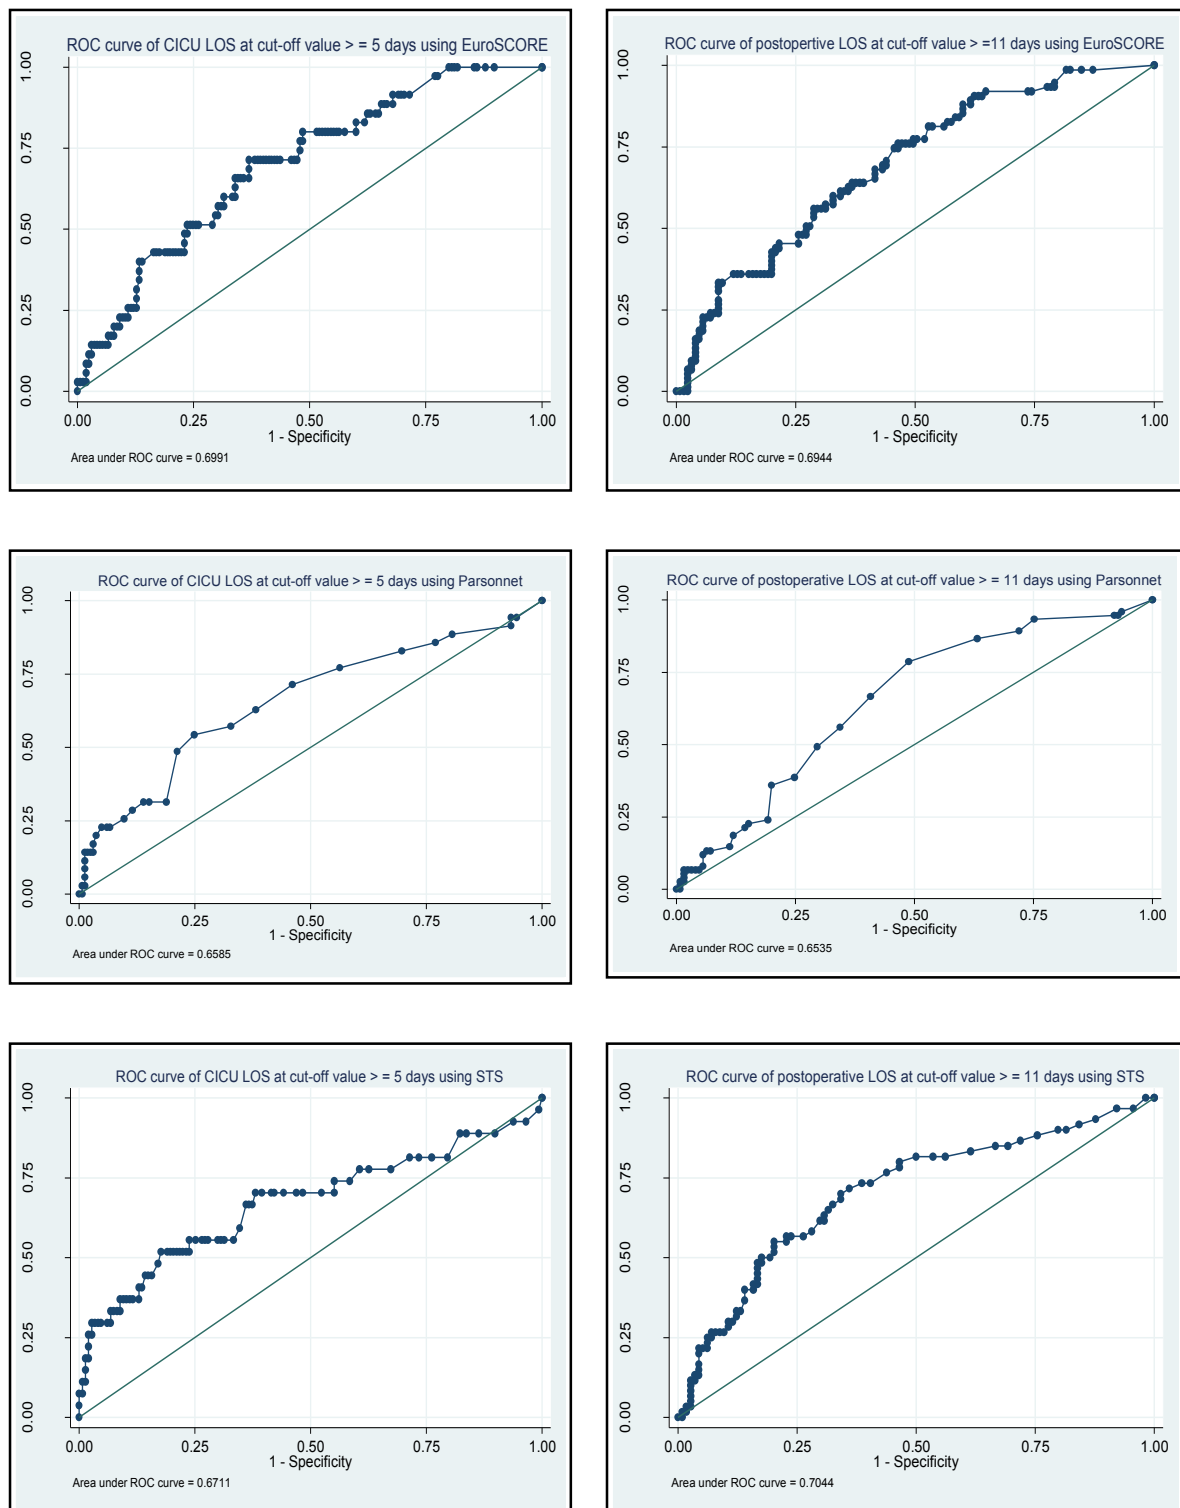 ROC curve of CICU LOS at cut-off value > = 5 days using EuroSCORE
1.00
0.75
0.50
0.25
0.00
0.00 0.25 0.50 0.75 1.00
1 - Specificity
Area under ROC curve = 0.6991
ROC curve of postopertive LOS at cut-off value > =11 days using EuroSCORE
1.00
0.75
0.50
0.25
0.00
0.00 0.25 0.50 0.75 1.00
1 - Specificity
Area under ROC curve = 0.6944
ROC curve of CICU LOS at cut-off value > = 5 days using Parsonnet
1.00
0.75
0.50
0.25
0.00
0.00 0.25 0.50 0.75 1.00
1 - Specificity
Area under ROC curve = 0.6585
ROC curve of postoperative LOS at cut-off value > = 11 days using Parsonnet
1.00
0.75
0.50
0.25
0.00
0.00 0.25 0.50 0.75 1.00
1 - Specificity
Area under ROC curve = 0.6535
ROC curve of CICU LOS at cut-off value > = 5 days using STS
1.00
0.75
0.50
0.25
0.00
0.00 0.25 0.50 0.75 1.00
1 - Specificity
Area under ROC curve = 0.6711
ROC curve of postoperative LOS at cut-off value > = 11 days using STS
1.00
0.75
0.50
0.25
0.00
0.00 0.25 0.50 0.75 1.00
1 - Specificity
Area under ROC curve = 0.7044